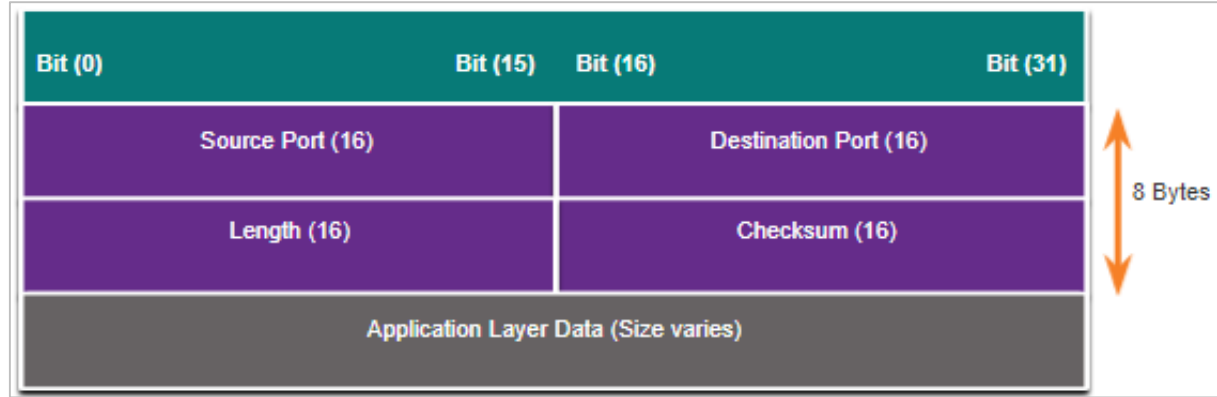 Bit (0) Bit (15) Bit (16) Bit (31)
Source Port (16) Destination Port (16)
8 Bytes
Length (16) Checksum (16)
Application Layer Data (Size varies)